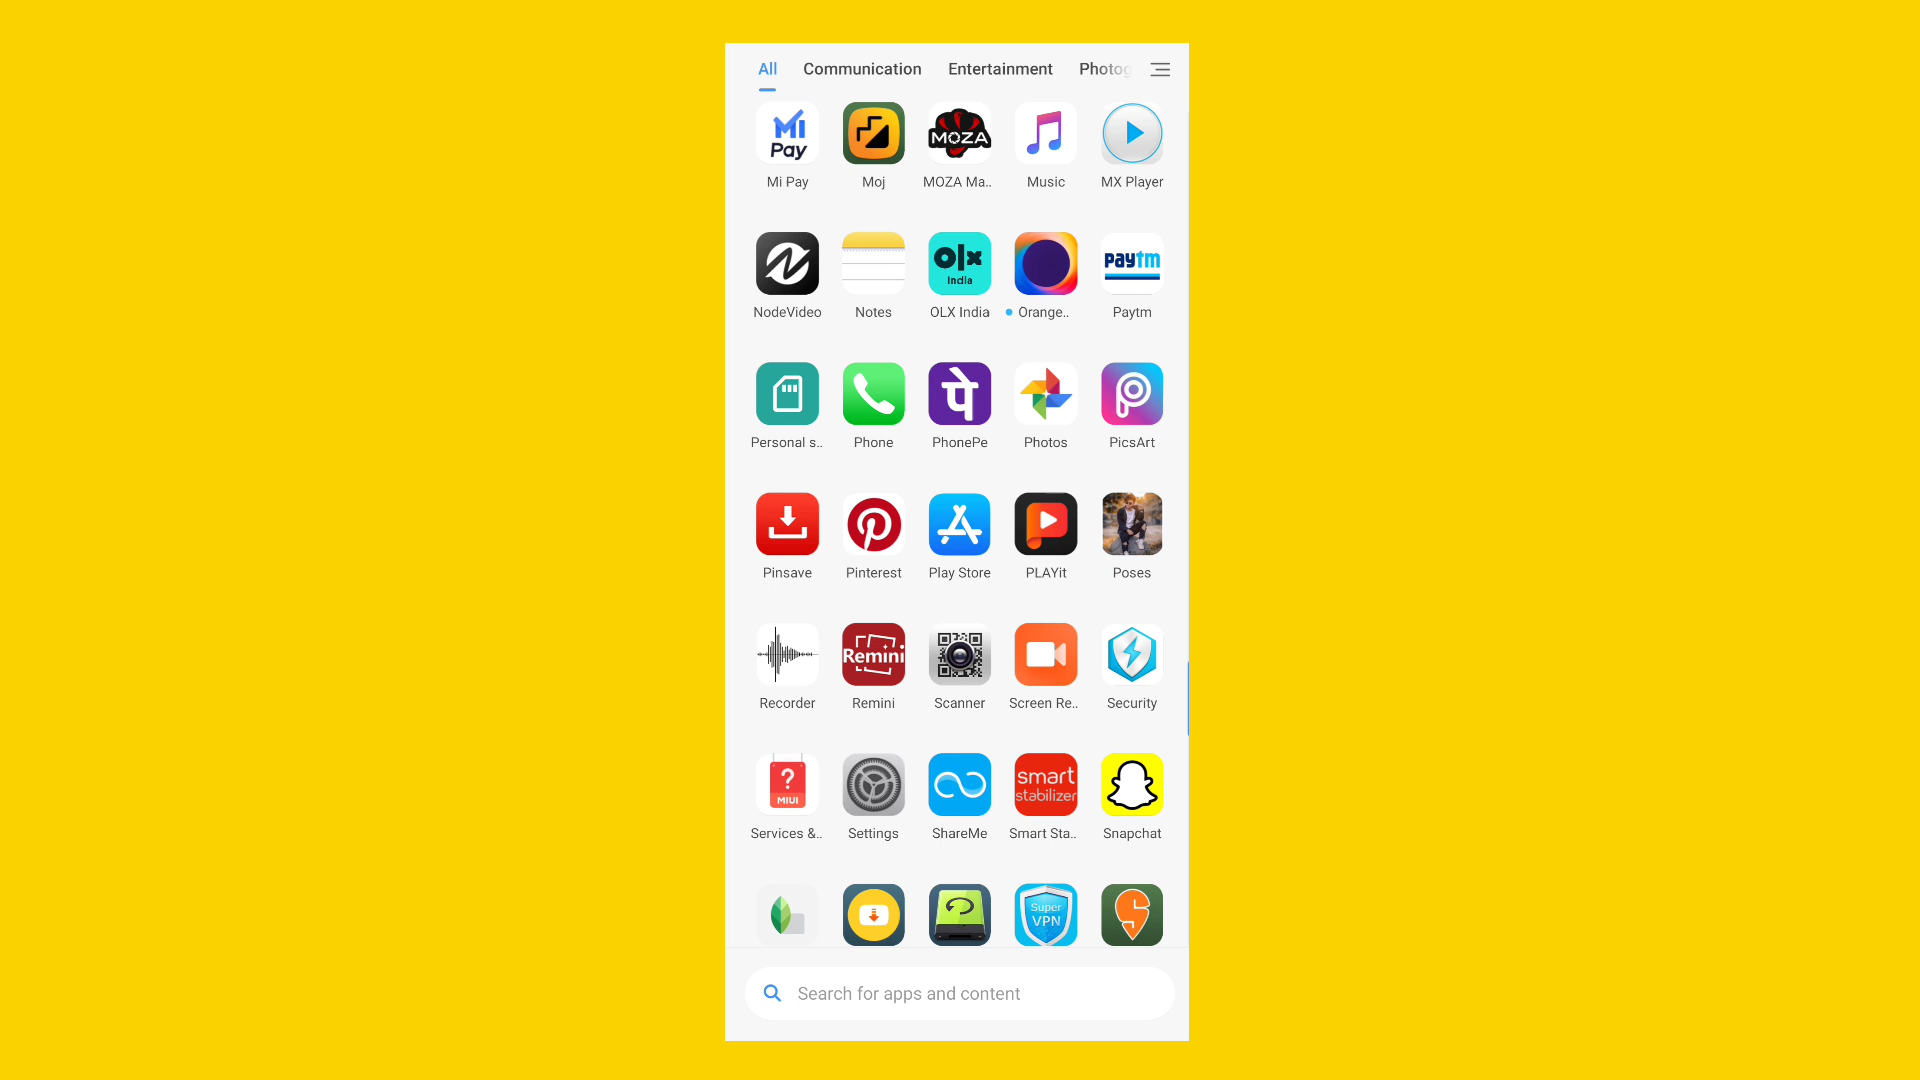 All Communication Entertainment Photog
Mi Pay
MOZA
Mi Pay Moj MOZA Ma.. Music MX Player
olx India
paytm
NodeVideo Notes OLX India Orange.. Paytm
पे
Personal s.. Phone PhonePe Photos PicsArt
Pinsave Pinterest Play Store PLAYit Poses
Remini
Recorder Remini Scanner Screen Re.. Security
?
MIUI
smart
stabilizer
Services &.. Settings ShareMe Smart Sta.. Snapchat
Super
VPN
Search for apps and content